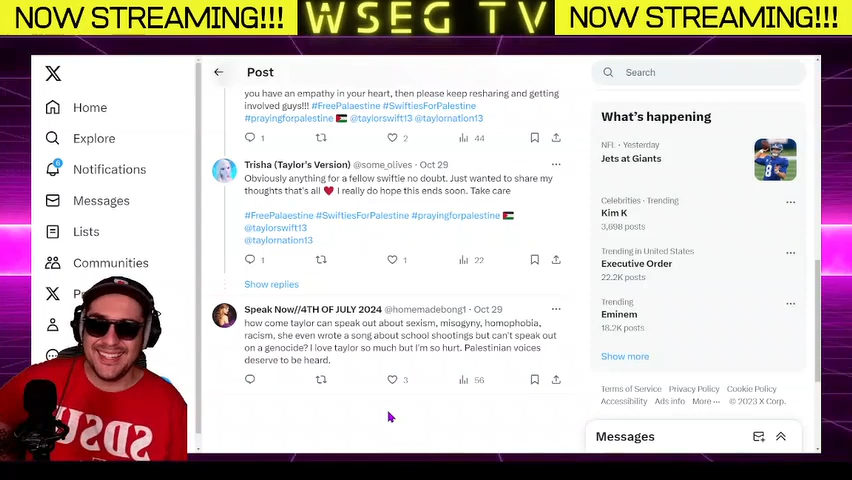 NOW STREAMING!!!
WSEG TV
NOW STREAMING!!!
Home
Explore
6
Notifications
Messages
Lists
Communities
Post
you have an empathy in your heart, then please keep resharing and getting
involved guys!!! #FreePalaestine #SwiftiesForPalestine
#prayingforpalestine 🇵🇸 @taylorswift13 @taylornation13
1
2
44
Trisha (Taylor's Version) @some_olives · Oct 29
Obviously anything for a fellow swiftie no doubt. Just wanted to share my
thoughts that's all ❤️ I really do hope this ends soon. Take care
#FreePalaestine #SwiftiesForPalestine #prayingforpalestine 🇵🇸
@taylorswift13
@taylornation13
1
1
22
Show replies
Speak Now//4TH OF JULY 2024 @homemadebong1 · Oct 29
how come taylor can speak out about sexism, misogyny, homophobia,
racism, she even wrote a song about school shootings but can't speak out
on a genocide? I love taylor so much but I'm so hurt. Palestinian voices
deserve to be heard.
3
56
Search
What's happening
NFL · Yesterday
Jets at Giants
Celebrities · Trending
Kim K
3,698 posts
Trending in United States
Executive Order
22.2K posts
Trending
Eminem
18.2K posts
Show more
Terms of Service Privacy Policy Cookie Policy
Accessibility Ads info More ··· © 2023 X Corp.
Messages
SDSU